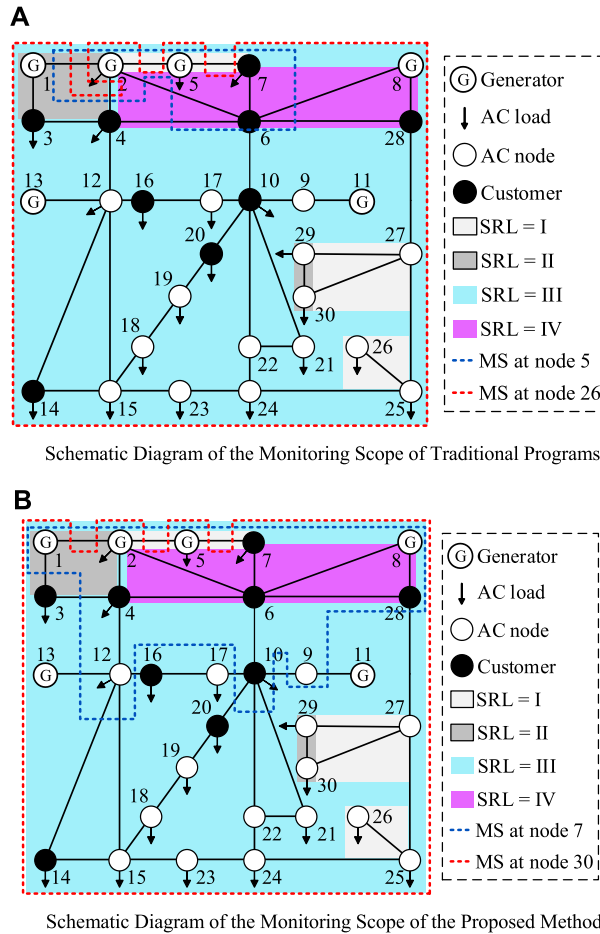 A
G G G G
1 2 5 7 8
3 4 6 28
13 12 16 17 10 9 11
G G
20 29 27
19 30
18 22 21 26
14 15 23 24 25
G Generator
AC load
AC node
Customer
SRL = I
SRL = II
SRL = III
SRL = IV
MS at node 5
MS at node 26
Schematic Diagram of the Monitoring Scope of Traditional Programs
B
G G G G
1 2 5 7 8
3 4 6 28
13 12 16 17 10 9 11
G G
20 29 27
19 30
18 22 21 26
14 15 23 24 25
G Generator
AC load
AC node
Customer
SRL = I
SRL = II
SRL = III
SRL = IV
MS at node 7
MS at node 30
Schematic Diagram of the Monitoring Scope of the Proposed Method